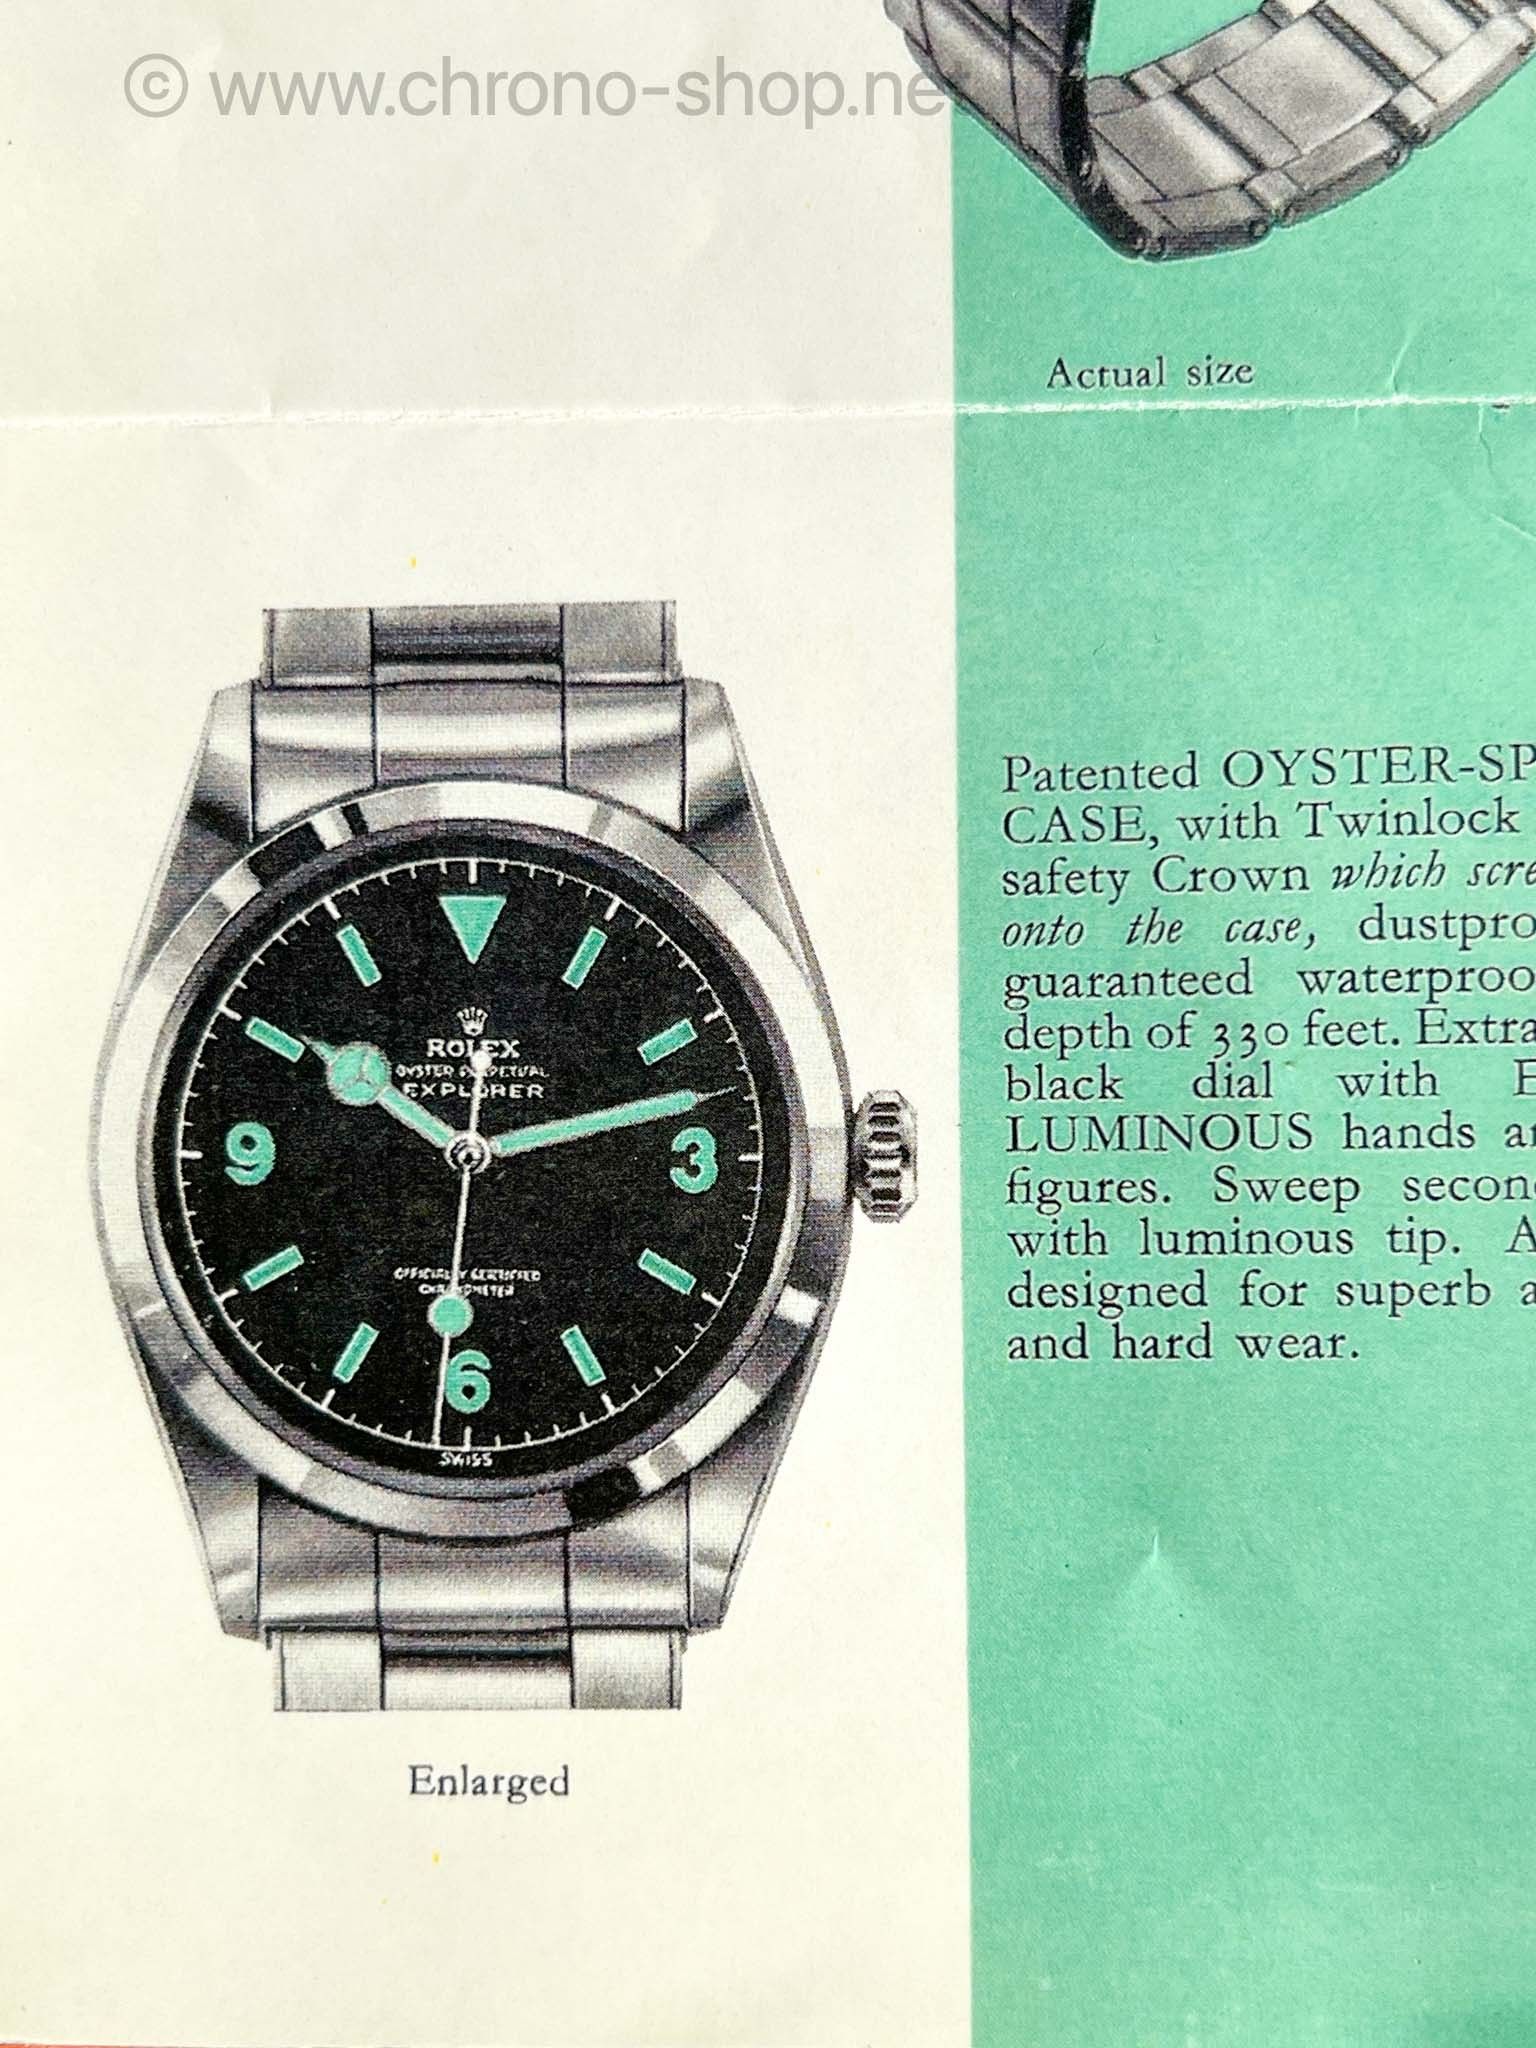 © www.chrono-shop.net
Actual size
ROLEX
OYSTER PERPETUAL
EXPLORER
9
3
OFFICIALLY CERTIFIED
CHRONOMETER
6
SWISS
Enlarged
Patented OYSTER-SP
CASE, with Twinlock
safety Crown which scre
onto the case, dustpro
guaranteed waterproo
depth of 330 feet. Extra
black dial with E
LUMINOUS hands a
figures. Sweep secon
with luminous tip. A
designed for superb a
and hard wear.